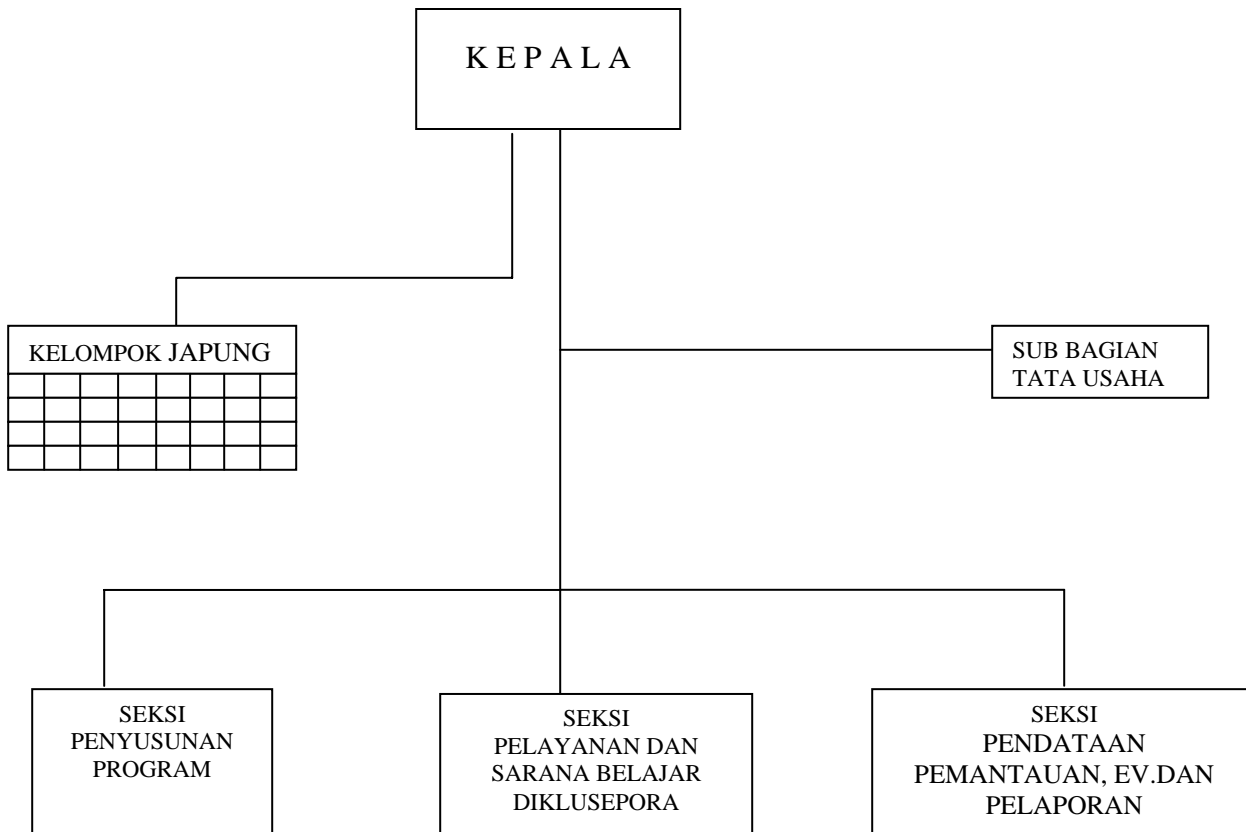 K E P A L A
KELOMPOK JAPUNG
SUB BAGIAN
TATA USAHA
SEKSI
PENYUSUNAN
PROGRAM
SEKSI
PELAYANAN DAN
SARANA BELAJAR
DIKLUSEPORA
SEKSI
PENDATAAN
PEMANTAUAN, EV.DAN
PELAPORAN